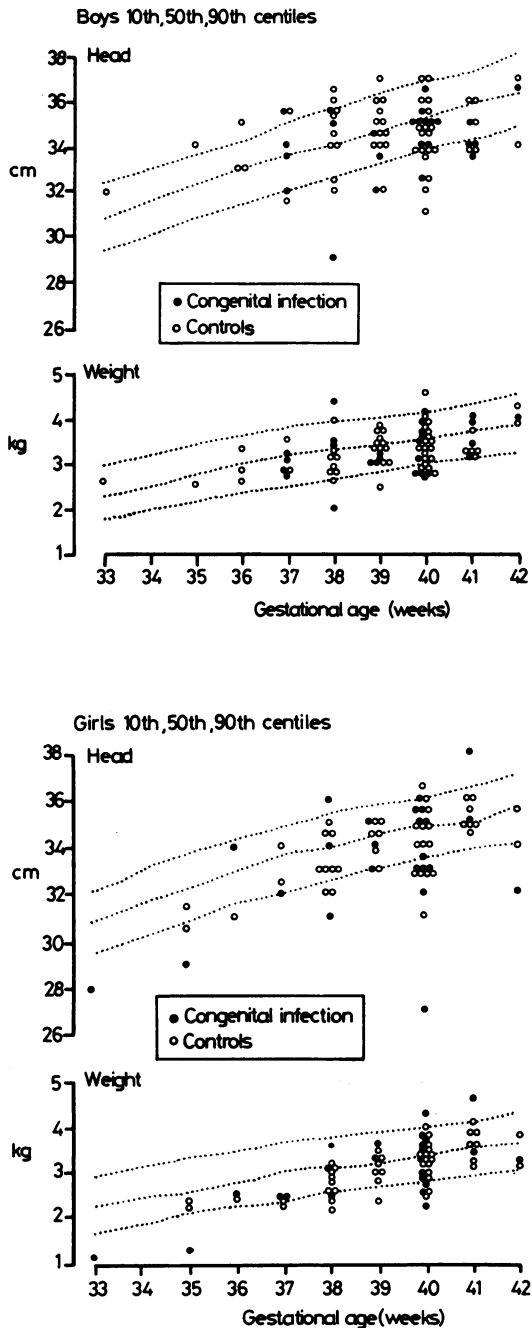 Boys 10th,50th,90th centiles
Head
38
36
34
cm
32
30
28
26
• Congenital infection
○ Controls
Weight
5
4
kg
3
2
1
33 34 35 36 37 38 39 40 41 42
Gestational age (weeks)
Girls 10th,50th,90th centiles
Head
38
36
34
cm
32
30
28
26
• Congenital infection
○ Controls
Weight
5
4
kg
3
2
1
33 34 35 36 37 38 39 40 41 42
Gestational age(weeks)